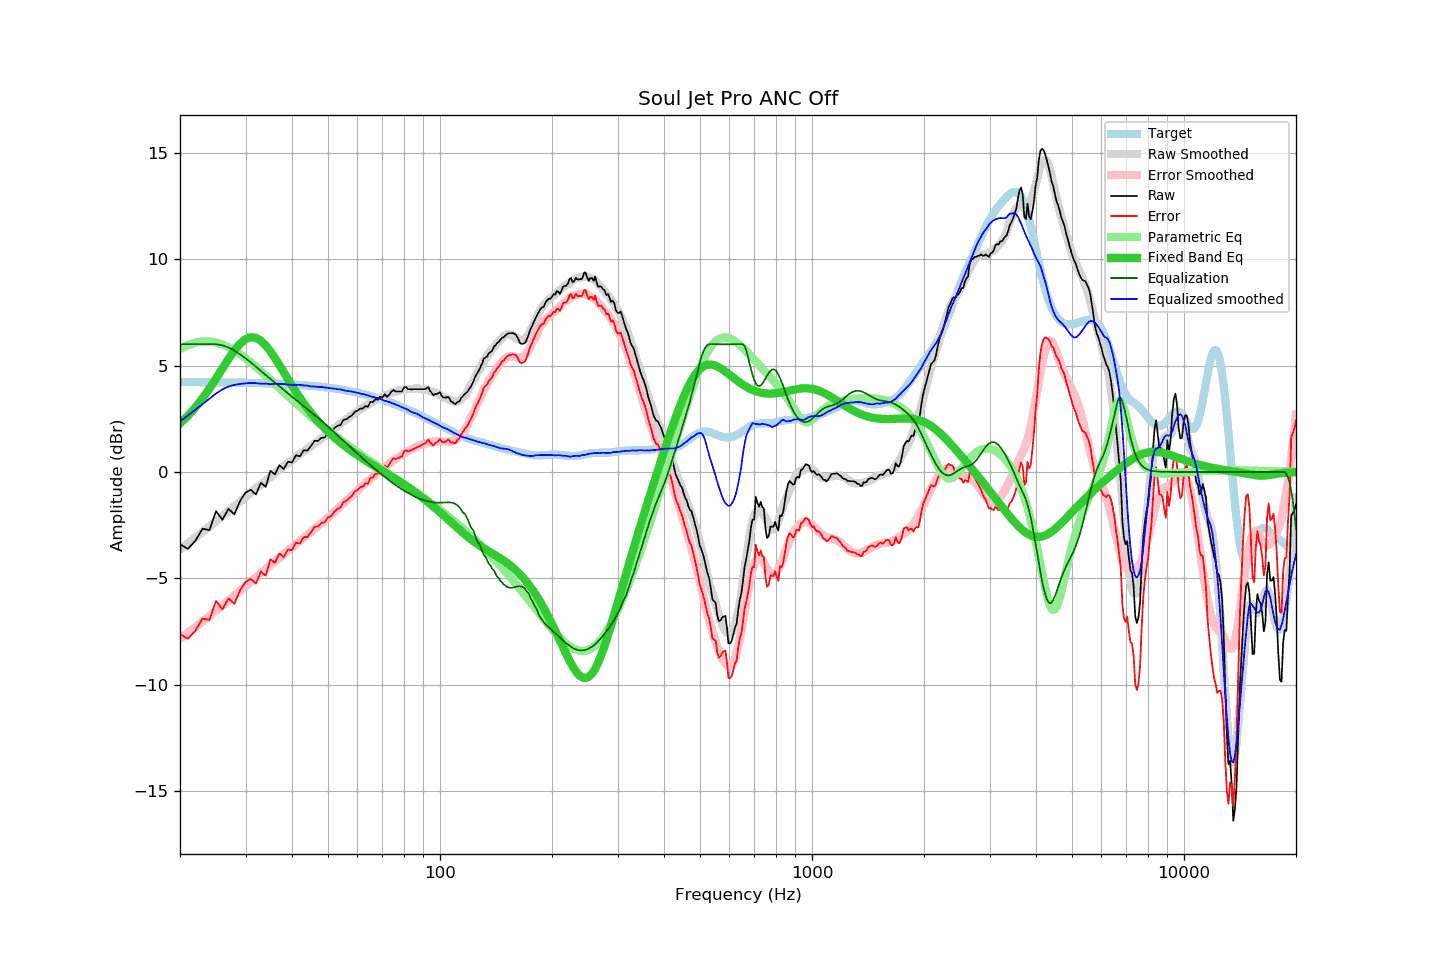 Soul Jet Pro ANC Off
Amplitude (dBr)
15
10
5
0
−5
−10
−15
Target
Raw Smoothed
Error Smoothed
Raw
Error
Parametric Eq
Fixed Band Eq
Equalization
Equalized smoothed
100
1000
10000
Frequency (Hz)